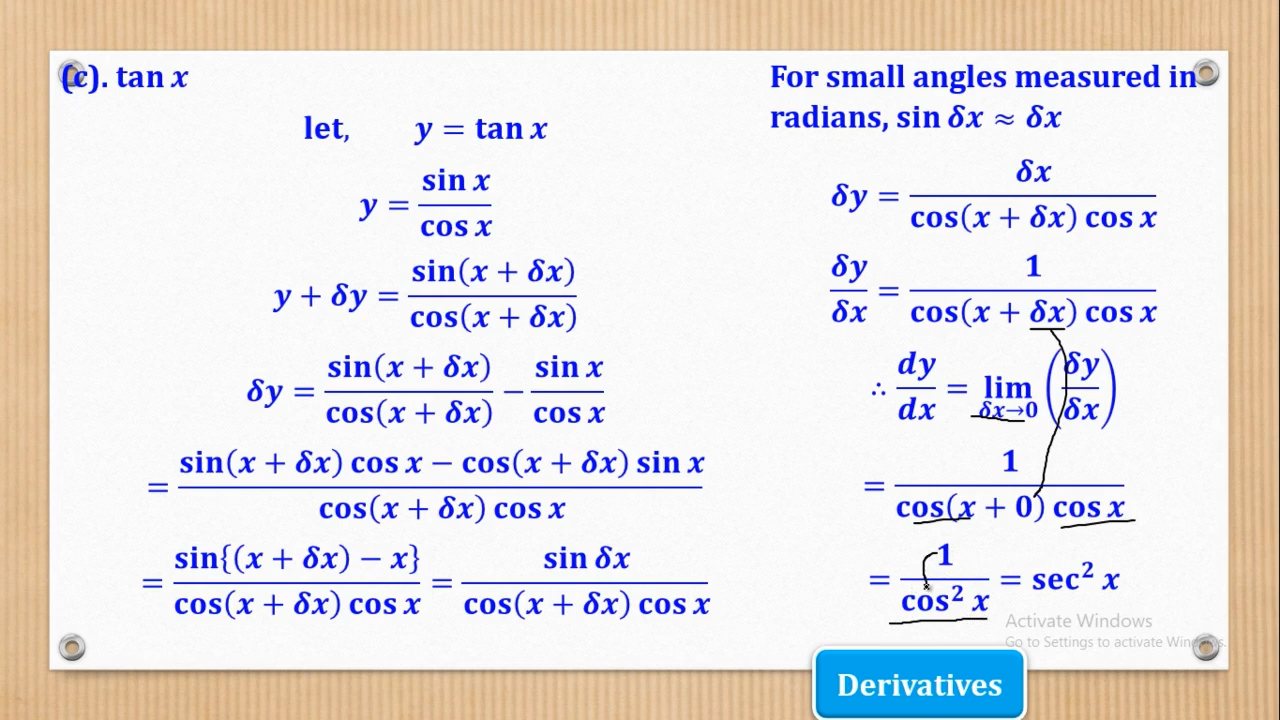 (c). tan x
let, y = tan x
y = sin x / cos x
y + δy = sin(x + δx) / cos(x + δx)
δy = sin(x + δx) / cos(x + δx) − sin x / cos x
= sin(x + δx) cos x − cos(x + δx) sin x / cos(x + δx) cos x
= sin{(x + δx) − x} / cos(x + δx) cos x = sin δx / cos(x + δx) cos x
For small angles measured in
radians, sin δx ≈ δx
δy = δx / cos(x + δx) cos x
δy / δx = 1 / cos(x + δx) cos x
∴ dy / dx = lim δx→0 (δy / δx)
= 1 / cos(x + 0) cos x
= 1 / cos² x = sec² x
Activate Windows
Go to Settings to activate Windows.
Derivatives